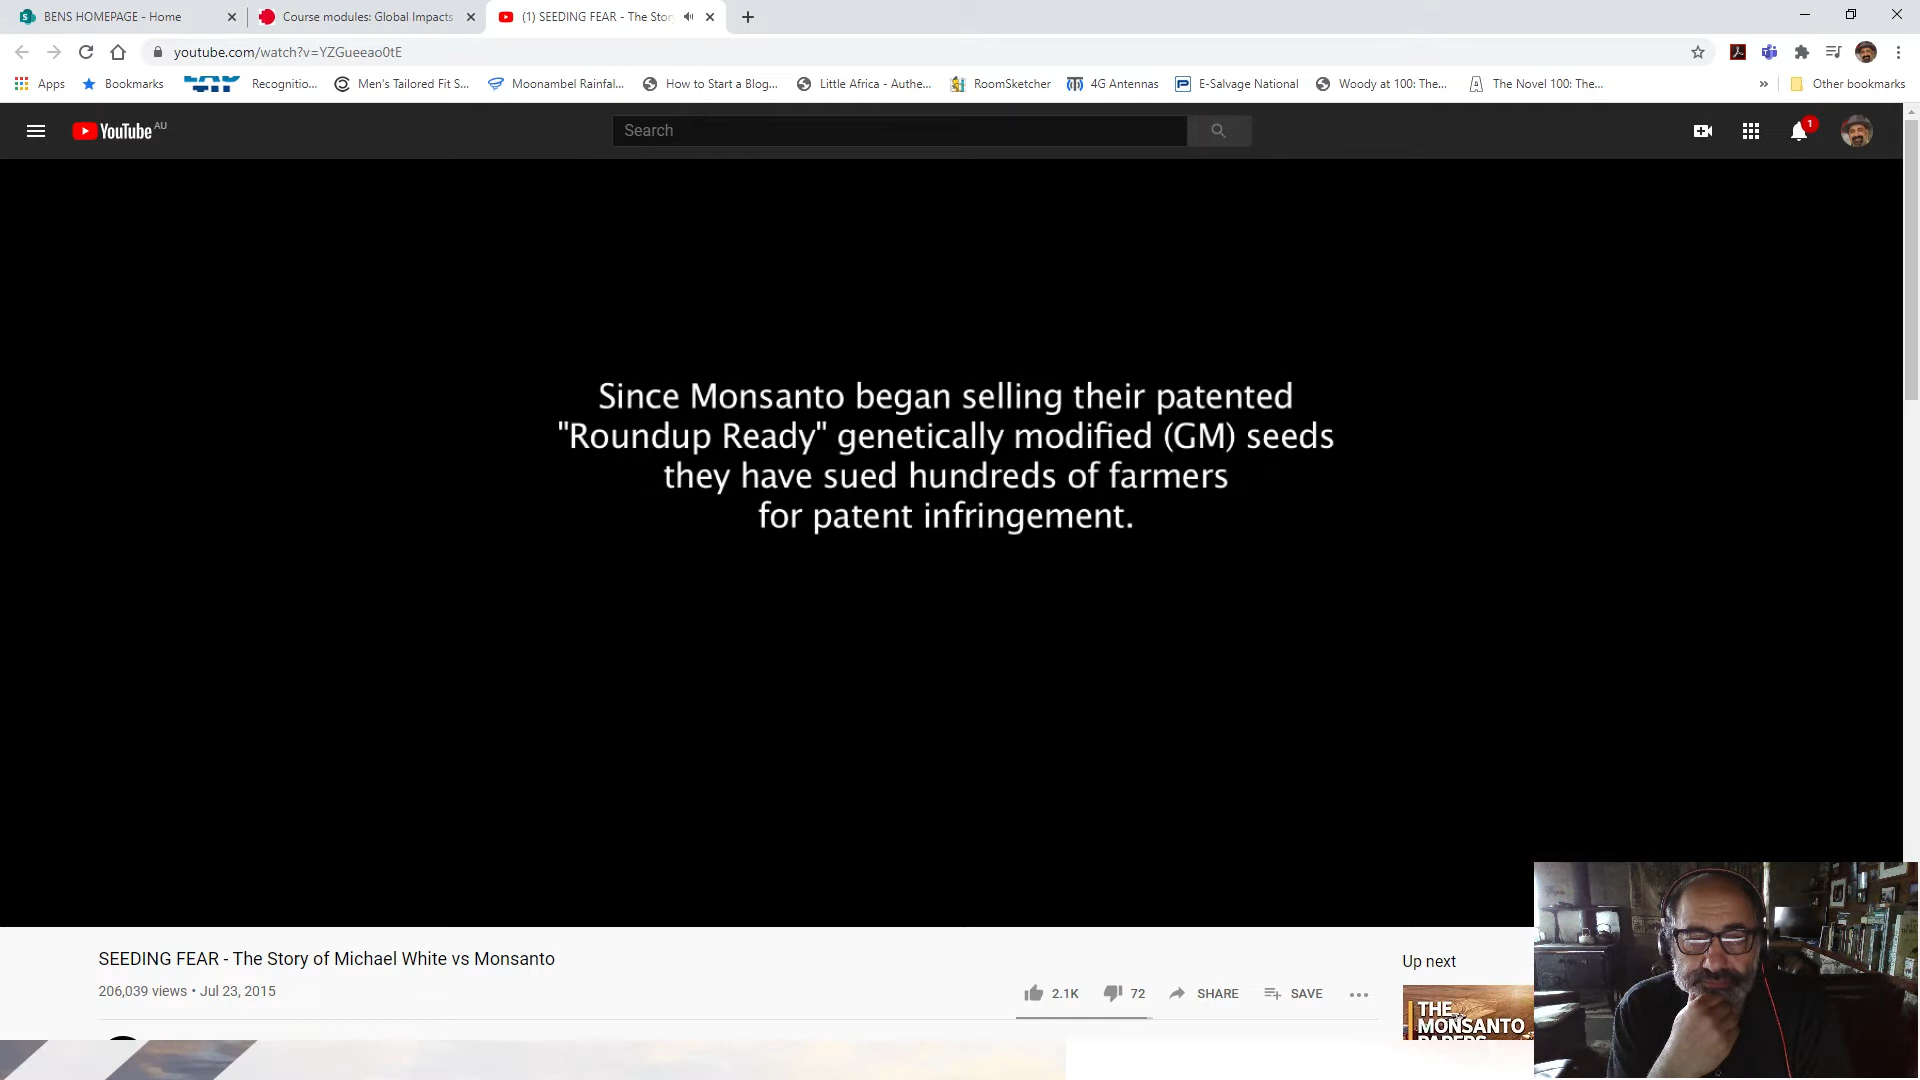 BENS HOMEPAGE - Home
Course modules: Global Impacts
(1) SEEDING FEAR - The Stor
youtube.com/watch?v=YZGueeao0tE
Apps
Bookmarks
Recognitio...
Men's Tailored Fit S...
Moonambel Rainfal...
How to Start a Blog...
Little Africa - Authe...
RoomSketcher
4G Antennas
E-Salvage National
Woody at 100: The...
The Novel 100: The...
»
Other bookmarks
YouTube AU
Search
1
Since Monsanto began selling their patented
"Roundup Ready" genetically modified (GM) seeds
they have sued hundreds of farmers
for patent infringement.
SEEDING FEAR - The Story of Michael White vs Monsanto
206,039 views • Jul 23, 2015
2.1K
72
SHARE
SAVE
Up next
THE
MONSANTO
PAPERS